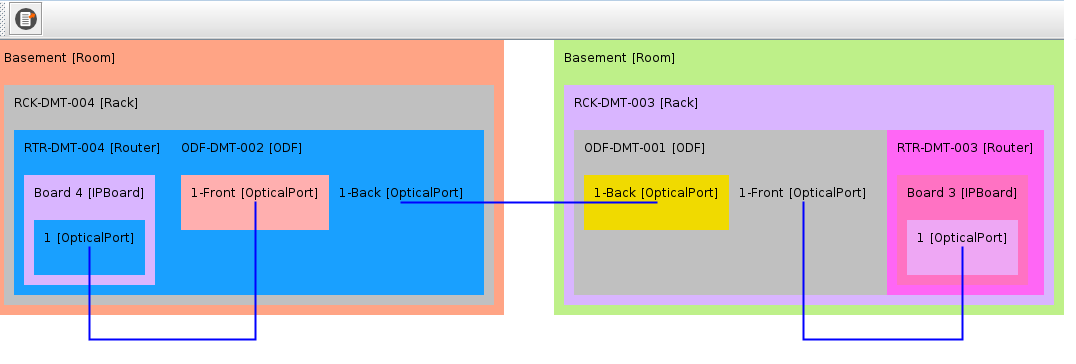 Basement [Room]
RCK-DMT-004 [Rack]
RTR-DMT-004 [Router]
ODF-DMT-002 [ODF]
Board 4 [IPBoard]
1-Front [OpticalPort]
1-Back [OpticalPort]
1 [OpticalPort]
Basement [Room]
RCK-DMT-003 [Rack]
ODF-DMT-001 [ODF]
RTR-DMT-003 [Router]
1-Back [OpticalPort]
1-Front [OpticalPort]
Board 3 [IPBoard]
1 [OpticalPort]